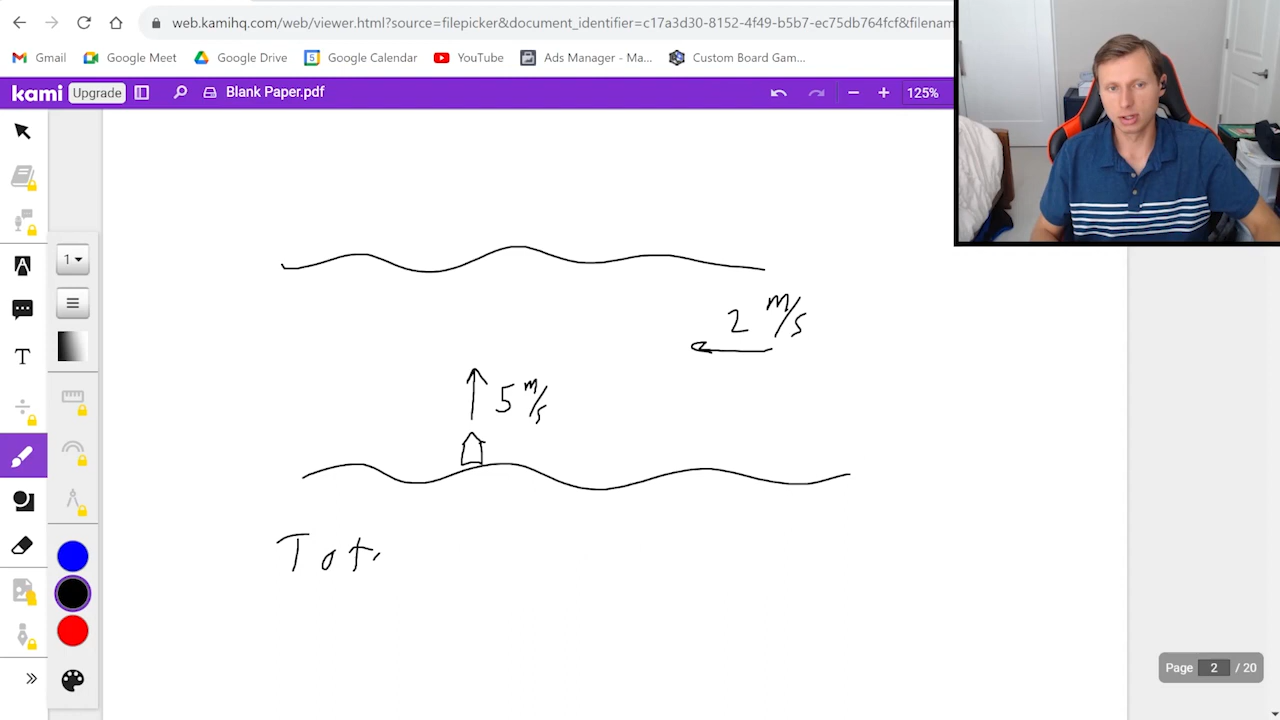 web.kamihq.com/web/viewer.html?source=filepicker&document_identifier=c17a3d30-8152-4f49-b5b7-ec75db764fcf&filenam
Gmail
Google Meet
Google Drive
5
Google Calendar
YouTube
Ads Manager - Ma...
Custom Board Gam...
kami
Upgrade
Blank Paper.pdf
125%
A
T
1
2 m/s
5 m/s
Tot
Page 2 / 20